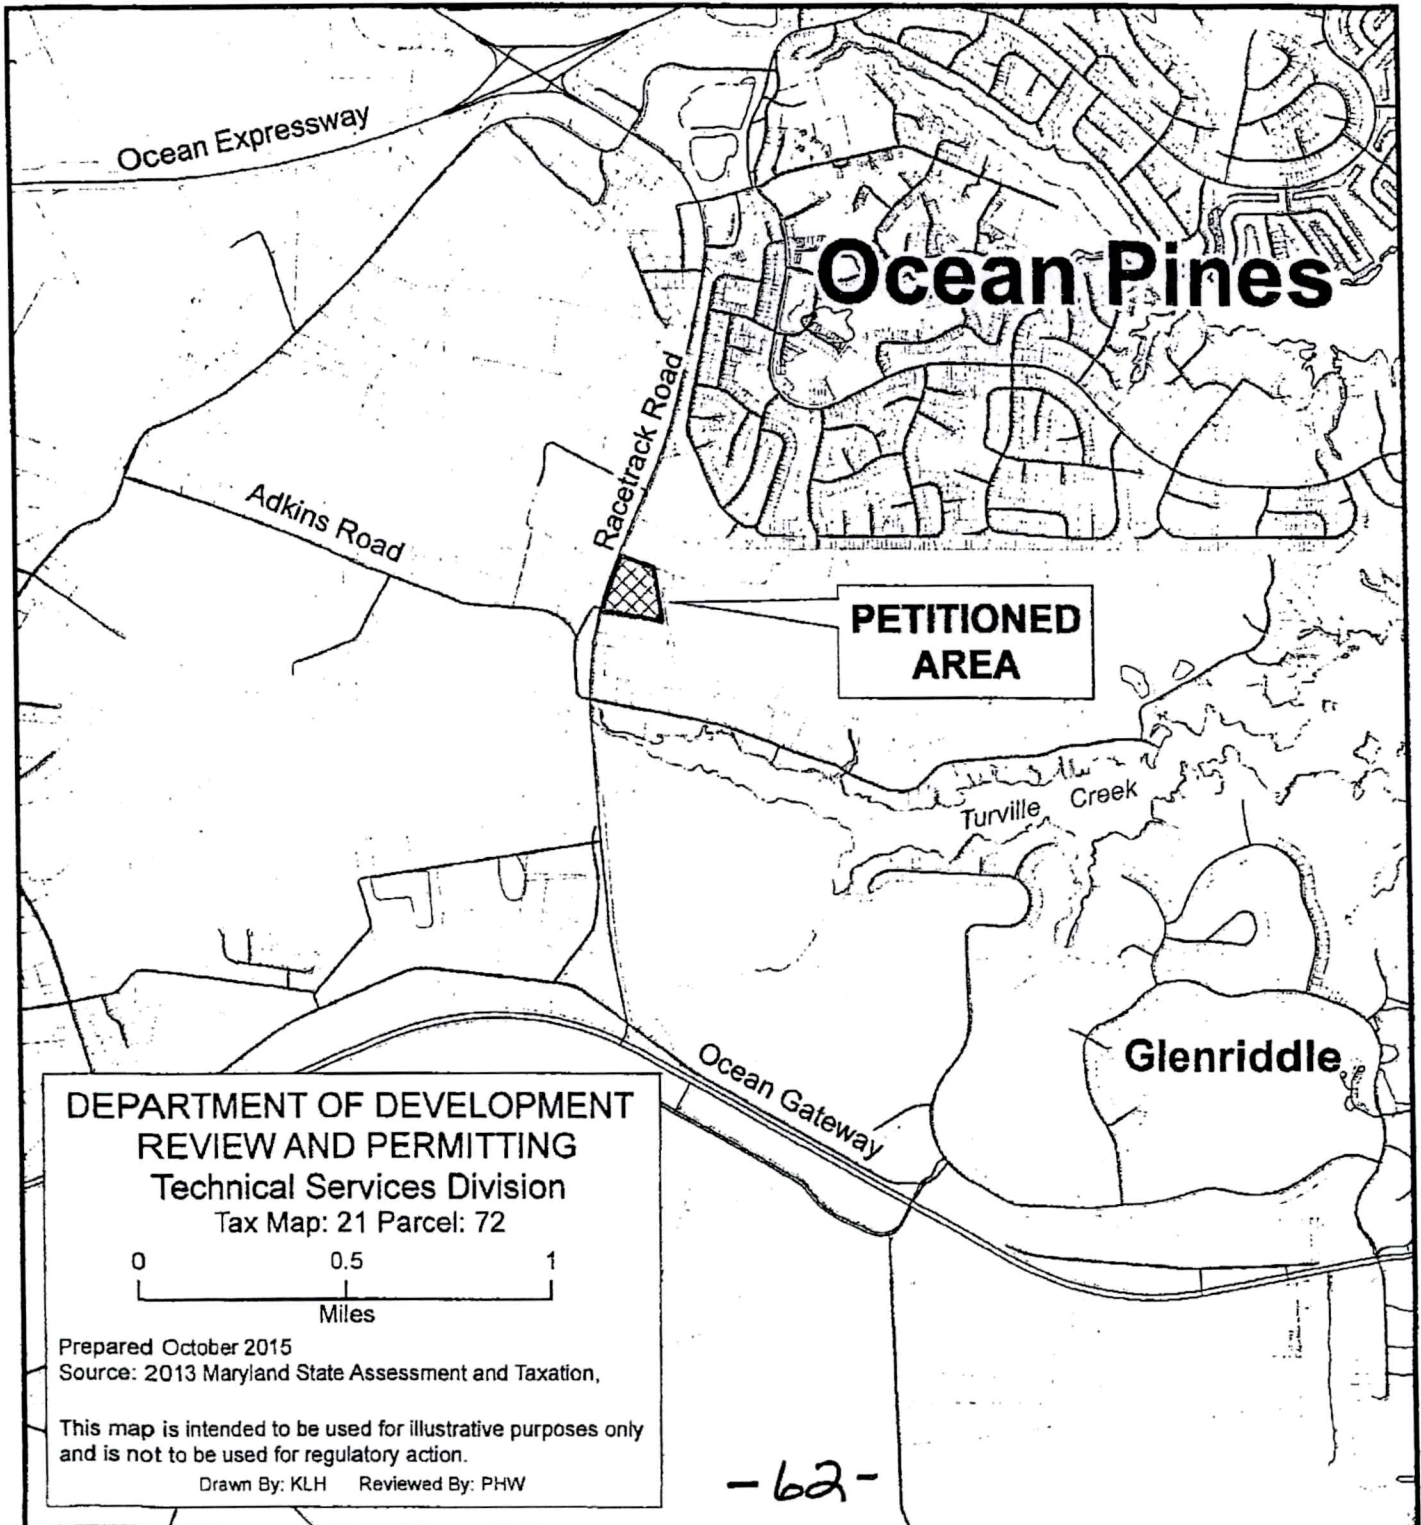 Ocean Expressway
Ocean Pines
Racetrack Road
Adkins Road
PETITIONED
AREA
Turville Creek
Glenriddle
Ocean Gateway
DEPARTMENT OF DEVELOPMENT
REVIEW AND PERMITTING
Technical Services Division
Tax Map: 21 Parcel: 72
0 0.5 1
Miles
Prepared October 2015
Source: 2013 Maryland State Assessment and Taxation,
This map is intended to be used for illustrative purposes only
and is not to be used for regulatory action.
Drawn By: KLH Reviewed By: PHW
-62-